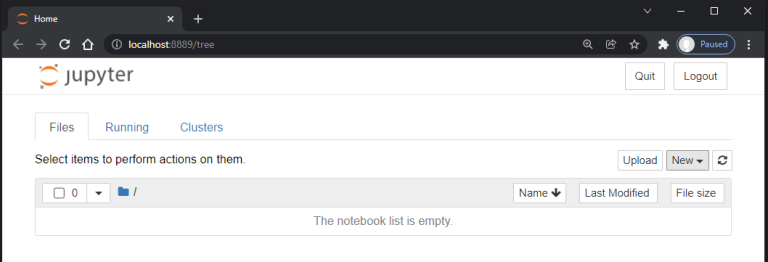 Home
localhost:8889/tree
Paused
jupyter
Quit
Logout
Files
Running
Clusters
Select items to perform actions on them.
Upload
New
0
/
Name
Last Modified
File size
The notebook list is empty.